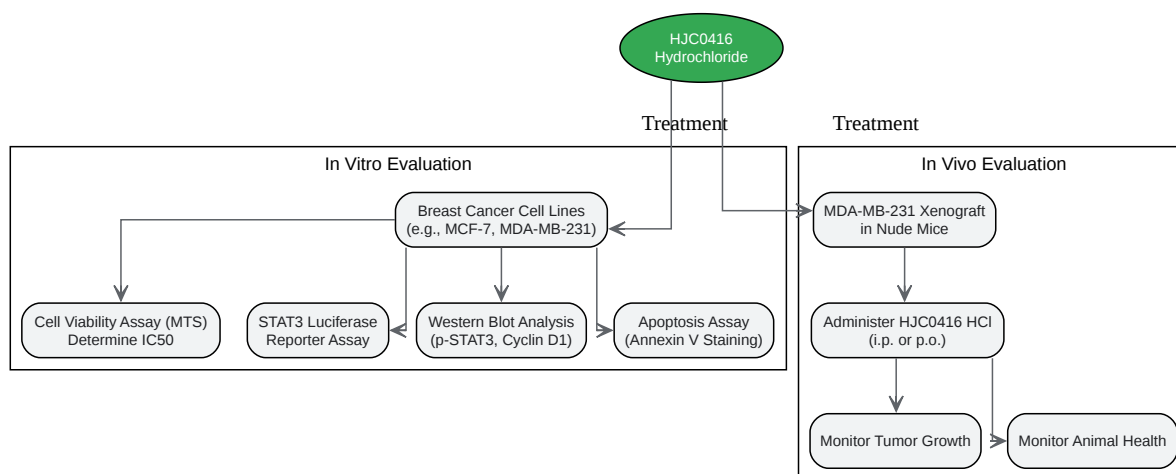 HJC0416
Hydrochloride
Treatment
Treatment
In Vitro Evaluation
Breast Cancer Cell Lines
(e.g., MCF-7, MDA-MB-231)
Cell Viability Assay (MTS)
Determine IC50
STAT3 Luciferase
Reporter Assay
Western Blot Analysis
(p-STAT3, Cyclin D1)
Apoptosis Assay
(Annexin V Staining)
In Vivo Evaluation
MDA-MB-231 Xenograft
in Nude Mice
Administer HJC0416 HCl
(i.p. or p.o.)
Monitor Tumor Growth
Monitor Animal Health